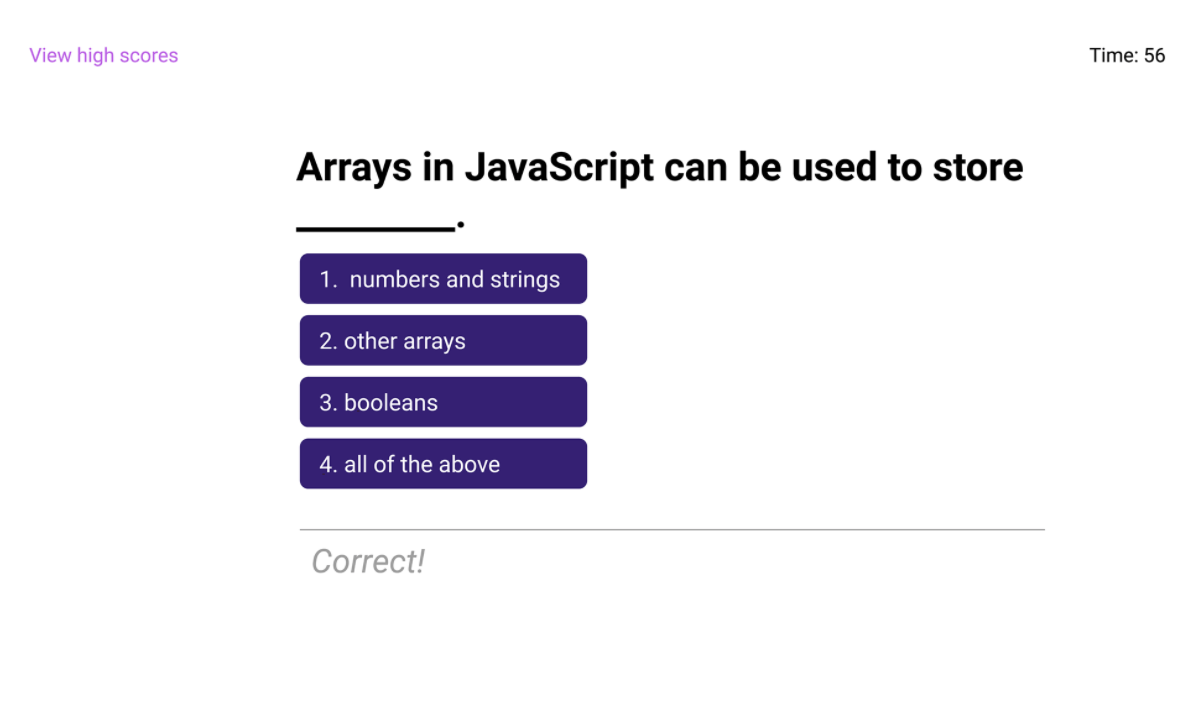 View high scores
Time: 56
Arrays in JavaScript can be used to store
________.
1. numbers and strings
2. other arrays
3. booleans
4. all of the above
Correct!